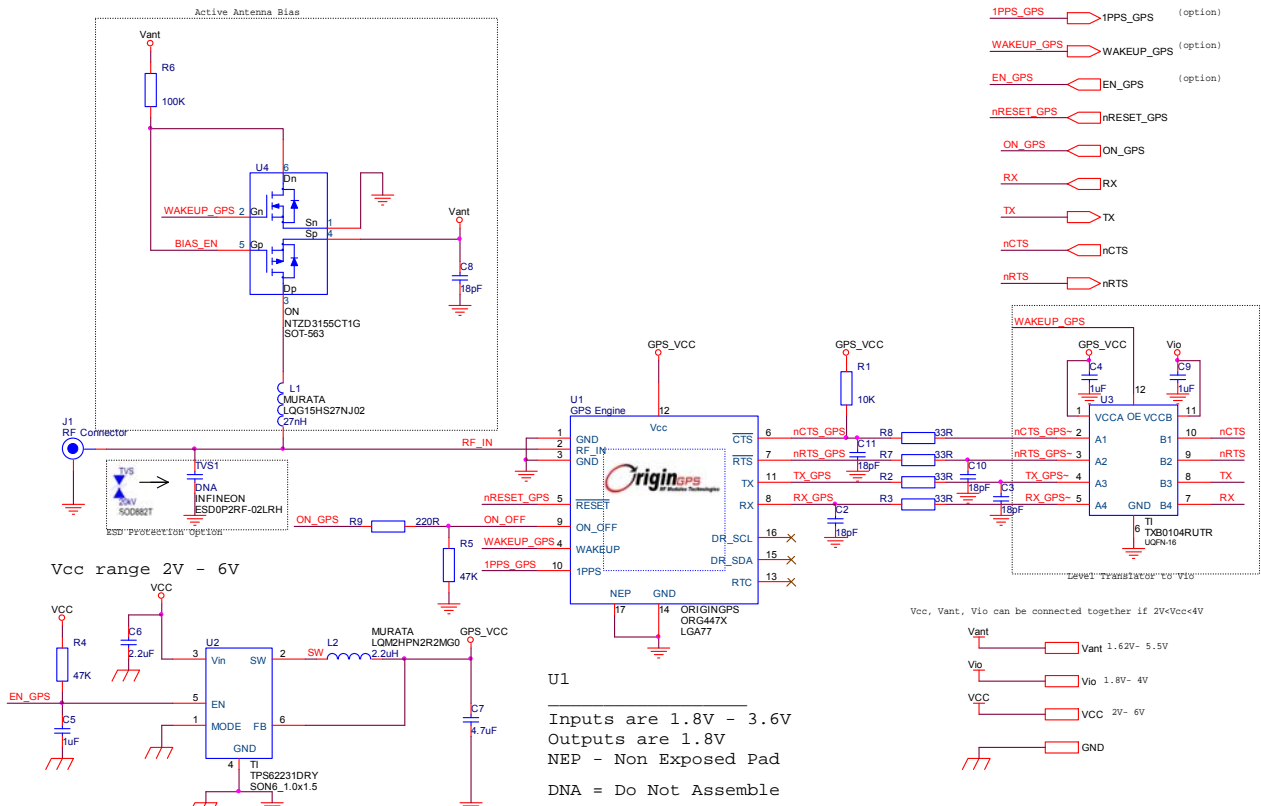 Active Antenna Bias
Vant
R6
100K
U4
6
Dn
WAKEUP_GPS
2
Gn
Sn
1
Sp
4
BIAS_EN
5
Gp
Dp
3
Vant
C8
18pF
ON
NTZD3155CT1G
SOT-563
L1
MURATA
LQG15HS27NJ02
27nH
J1
RF Connector
RF_IN
TVS
20kV
SOD882T
TVS1
DNA
INFINEON
ESD0P2RF-02LRH
ESD Protection Option
ON_GPS
R9
220R
ON_OFF
R5
47K
nRESET_GPS
WAKEUP_GPS
1PPS_GPS
U1
GPS Engine
GPS_VCC
12
Vcc
1
GND
2
RF_IN
3
GND
5
RESET
9
ON_OFF
4
WAKEUP
10
1PPS
CTS
6
RTS
7
TX
11
RX
8
DR_SCL
16
DR_SDA
15
RTC
13
NEP
GND
17
14
OriginGPS
RF Modules Technologies
ORIGINGPS
ORG447X
LGA77
GPS_VCC
R1
10K
nCTS_GPS
C11
18pF
R8
33R
nCTS_GPS~
nRTS_GPS
R7
33R
nRTS_GPS~
C10
18pF
TX_GPS
R2
33R
TX_GPS~
C3
18pF
RX_GPS
R3
33R
RX_GPS~
C2
18pF
WAKEUP_GPS
GPS_VCC
Vio
C4
1uF
C9
1uF
U3
12
1
VCCA
OE
VCCB
11
2
A1
B1
10
nCTS
3
A2
B2
9
nRTS
4
A3
B3
8
TX
5
A4
GND
B4
7
RX
6
TI
TXB0104RUTR
UQFN-16
Level Translator to Vio
1PPS_GPS
1PPS_GPS
(option)
WAKEUP_GPS
WAKEUP_GPS
(option)
EN_GPS
EN_GPS
(option)
nRESET_GPS
nRESET_GPS
ON_GPS
ON_GPS
RX
RX
TX
TX
nCTS
nCTS
nRTS
nRTS
Vcc range 2V - 6V
VCC
VCC
R4
47K
C6
2.2uF
EN_GPS
C5
1uF
U2
3
Vin
SW
2
5
EN
1
MODE
FB
6
GND
4
TI
TPS62231DRY
SON6_1.0x1.5
SW
L2
2.2uH
MURATA
LQM2HPN2R2MG0
GPS_VCC
C7
4.7uF
U1
Inputs are 1.8V - 3.6V
Outputs are 1.8V
NEP - Non Exposed Pad
DNA = Do Not Assemble
Vcc, Vant, Vio can be connected together if 2V<Vcc<4V
Vant
Vant
1.62V- 5.5V
Vio
Vio
1.8V- 4V
VCC
VCC
2V- 6V
GND